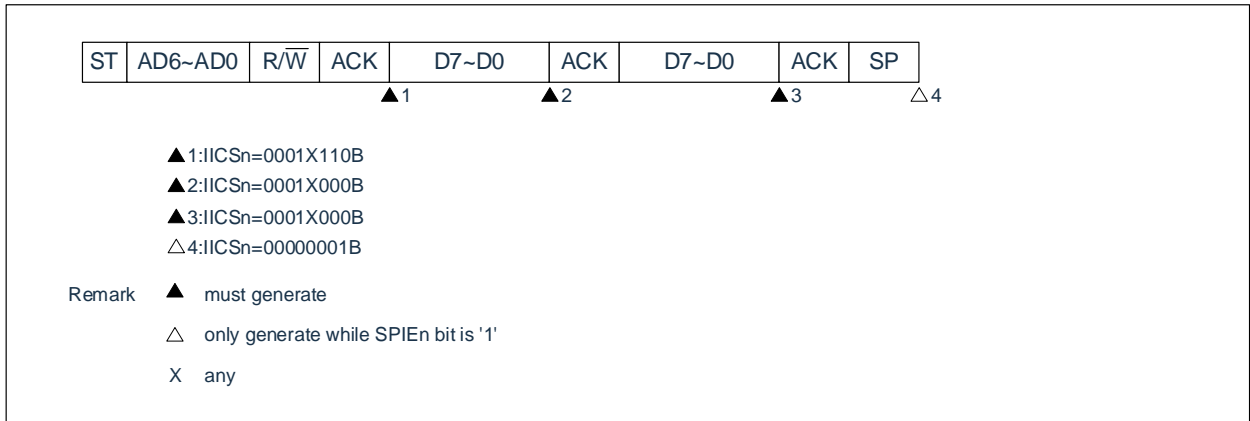 ST AD6~AD0 R/W̅ ACK D7~D0 ACK D7~D0 ACK SP
▲1 ▲2 ▲3 △4
▲1:IICSn=0001X110B
▲2:IICSn=0001X000B
▲3:IICSn=0001X000B
△4:IICSn=00000001B
Remark ▲ must generate
△ only generate while SPIEn bit is '1'
X any